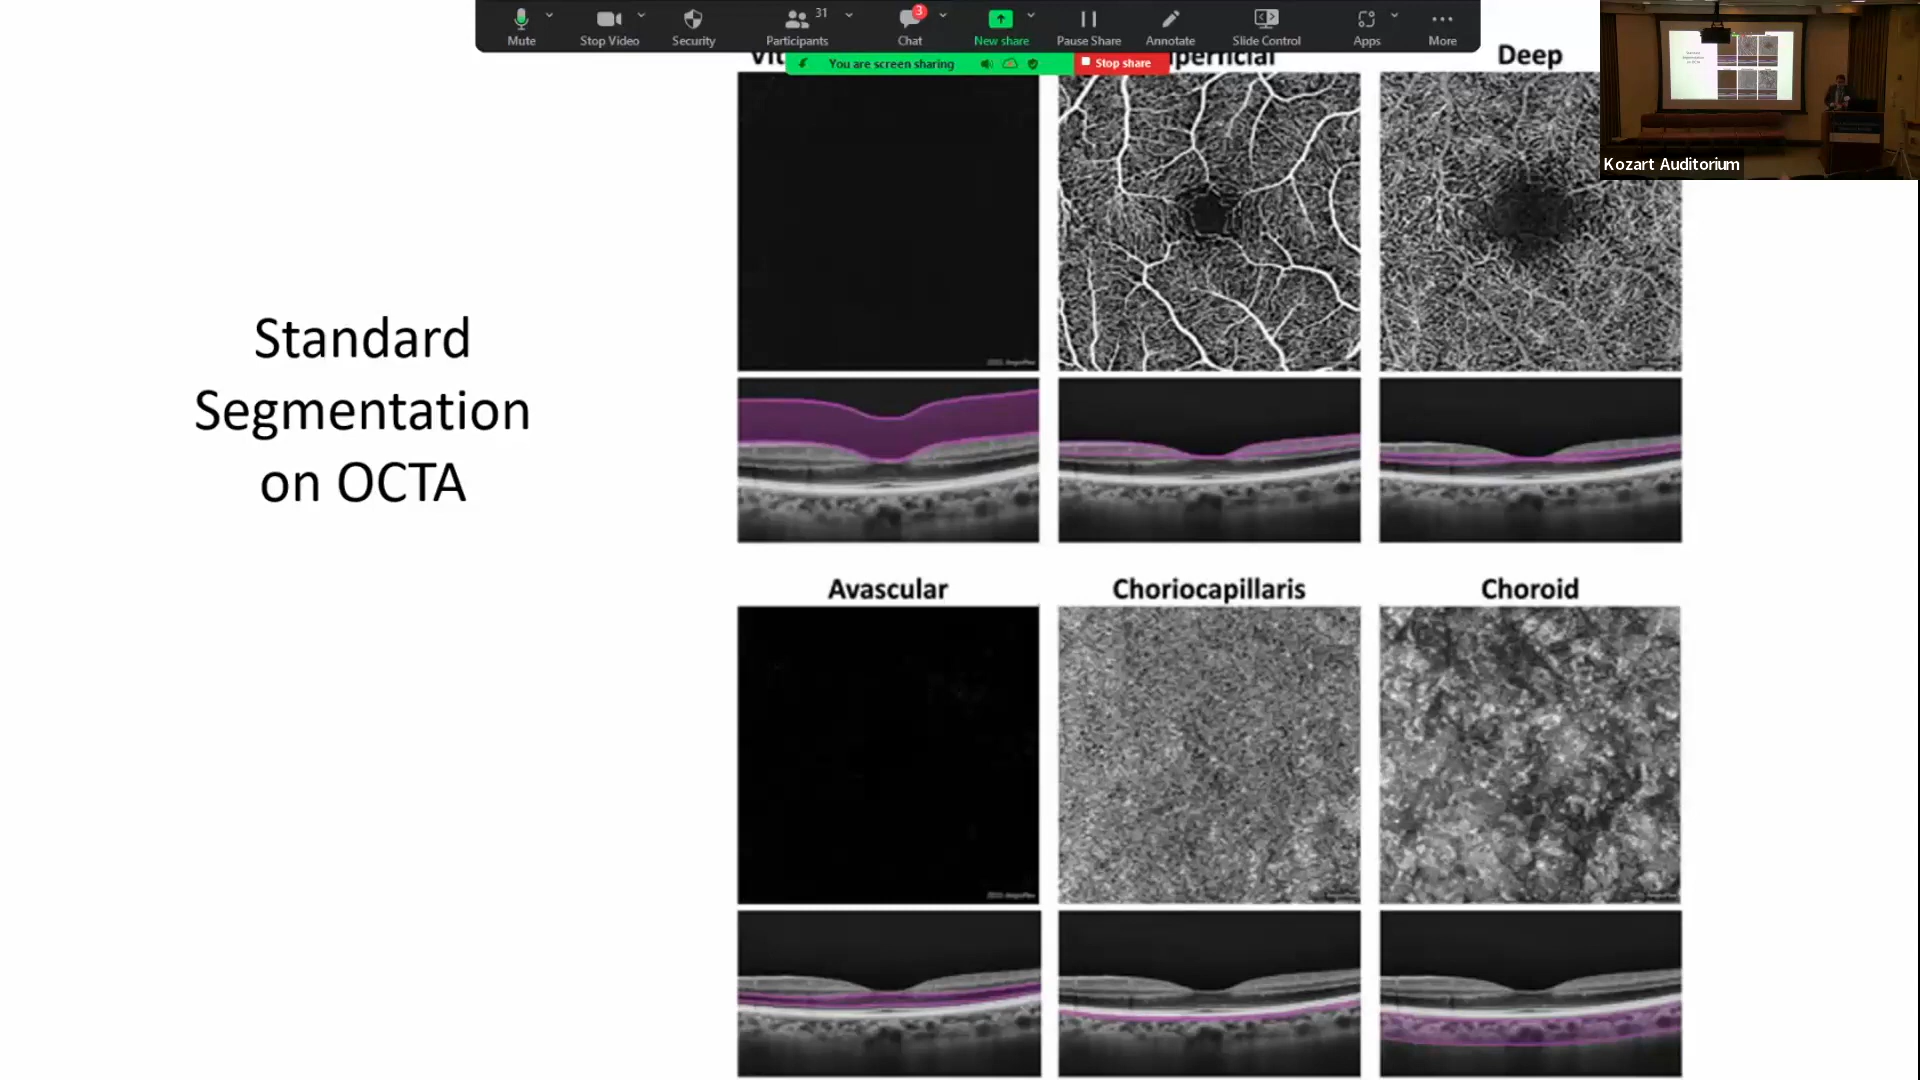 31
3
Mute
Stop Video
Security
Participants
Chat
New share
Pause Share
Annotate
Slide Control
Apps
More
You are screen sharing
Stop share
Deep
Kozart Auditorium
Standard
Segmentation
on OCTA
Avascular
Choriocapillaris
Choroid